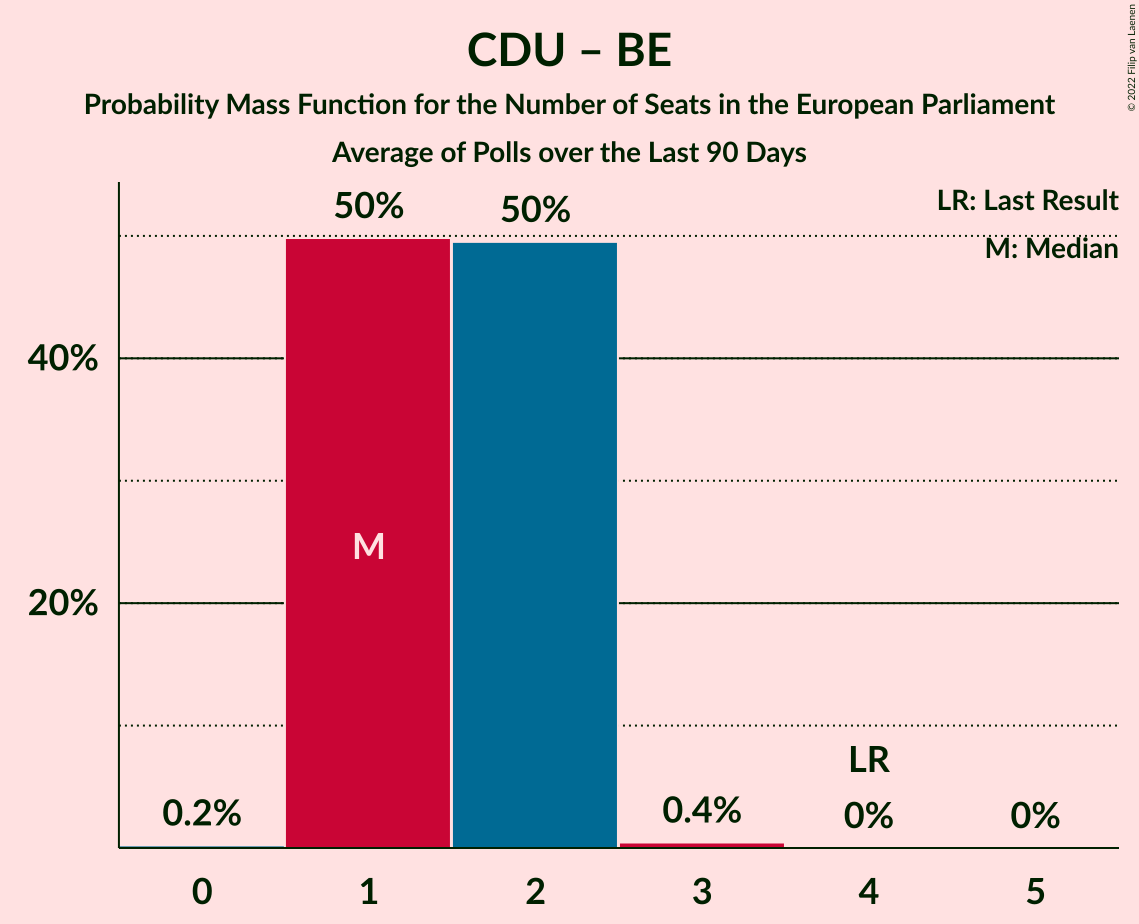 CDU – BE
Probability Mass Function for the Number of Seats in the European Parliament
Average of Polls over the Last 90 Days
© 2022 Filip van Laenen
LR: Last Result
M: Median
50%
50%
40%
M
20%
LR
0.2%
0.4%
0%
0%
0
1
2
3
4
5